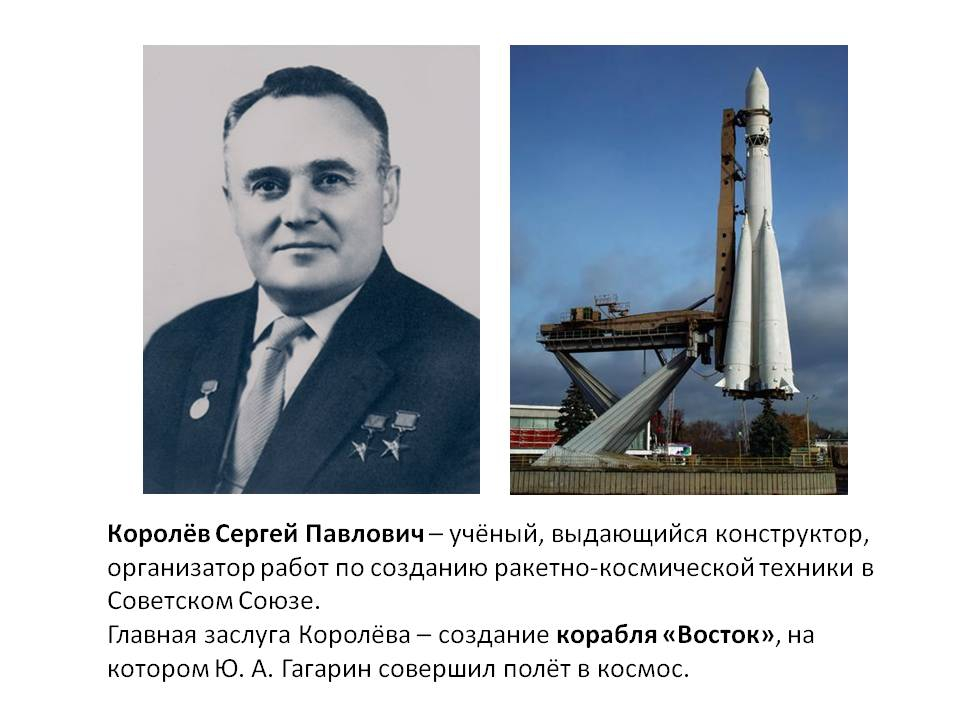 Королёв Сергей Павлович – учёный, выдающийся конструктор,
организатор работ по созданию ракетно-космической техники в
Советском Союзе.
Главная заслуга Королёва – создание корабля «Восток», на
котором Ю. А. Гагарин совершил полёт в космос.